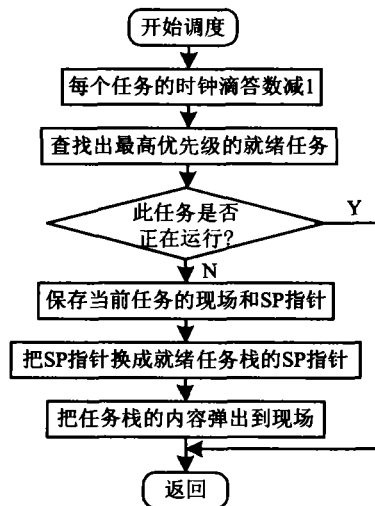 开始调度
每个任务的时钟滴答数减1
查找出最高优先级的就绪任务
此任务是否
正在运行?
Y
N
保存当前任务的现场和SP指针
把SP指针换成就绪任务栈的SP指针
把任务栈的内容弹出到现场
返回